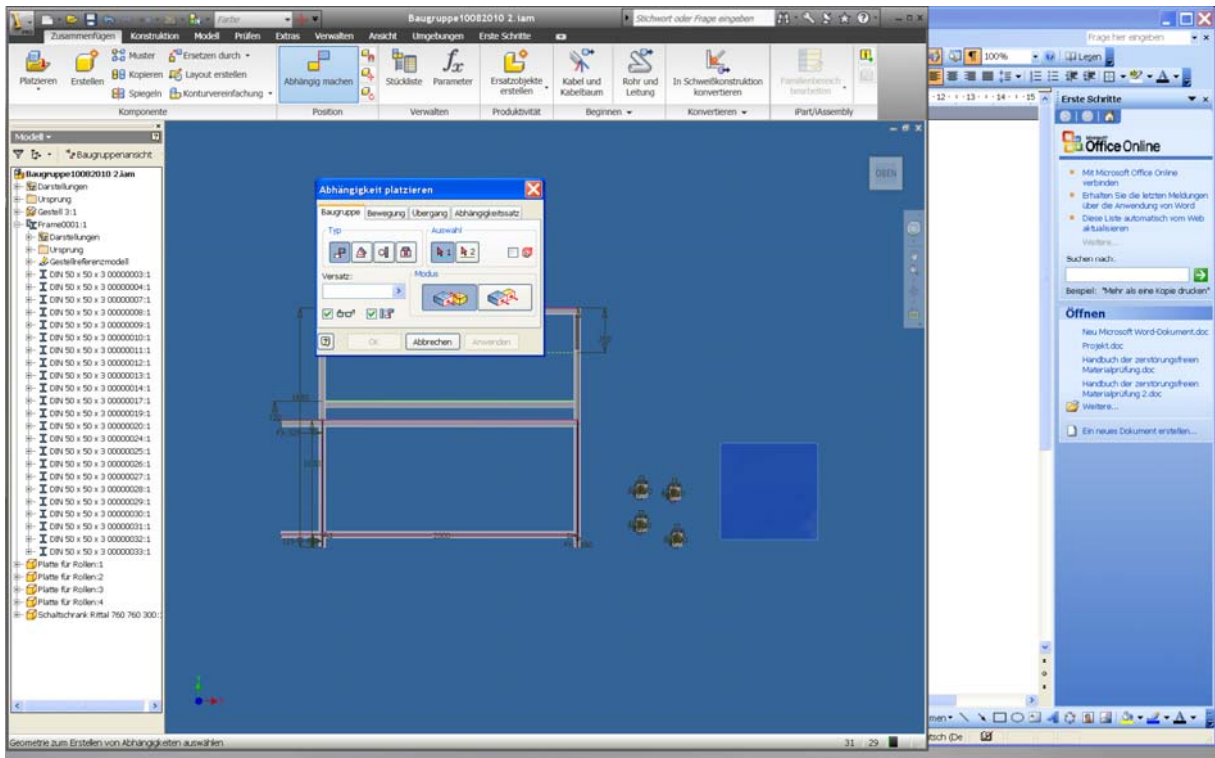 Farbe
Baugruppe10082010 2.iam
Stichwort oder Frage eingeben
Zusammenfügen Konstruktion Modell Prüfen Extras Verwalten Ansicht Umgebungen Erste Schritte
Platzieren
Erstellen
Muster
Kopieren
Spiegeln
Ersetzen durch
Layout erstellen
Konturvereinfachung
Abhängig machen
Stückliste
Parameter
Ersatzobjekte erstellen
Kabel und Kabelbaum
Rohr und Leitung
In Schweißkonstruktion konvertieren
Familienbereich bearbeiten
Komponente Position Verwalten Produktivität Beginnen Konvertieren iPart/iAssembly
Modell
Baugruppenansicht
Baugruppe10082010 2.iam
Darstellungen
Ursprung
Gestell 3:1
Frame0001:1
Darstellungen
Ursprung
Gestellreferenzmodell
DIN 50 x 50 x 3 00000003:1
DIN 50 x 50 x 3 00000004:1
DIN 50 x 50 x 3 00000007:1
DIN 50 x 50 x 3 00000008:1
DIN 50 x 50 x 3 00000009:1
DIN 50 x 50 x 3 00000010:1
DIN 50 x 50 x 3 00000011:1
DIN 50 x 50 x 3 00000012:1
DIN 50 x 50 x 3 00000013:1
DIN 50 x 50 x 3 00000014:1
DIN 50 x 50 x 3 00000017:1
DIN 50 x 50 x 3 00000019:1
DIN 50 x 50 x 3 00000020:1
DIN 50 x 50 x 3 00000024:1
DIN 50 x 50 x 3 00000025:1
DIN 50 x 50 x 3 00000026:1
DIN 50 x 50 x 3 00000027:1
DIN 50 x 50 x 3 00000028:1
DIN 50 x 50 x 3 00000029:1
DIN 50 x 50 x 3 00000030:1
DIN 50 x 50 x 3 00000031:1
DIN 50 x 50 x 3 00000032:1
DIN 50 x 50 x 3 00000033:1
Platte für Rollen:1
Platte für Rollen:2
Platte für Rollen:3
Platte für Rollen:4
Schaltschrank Rittal 760 760 300:
Abhängigkeit platzieren
Baugruppe Bewegung Übergang Abhängigkeitssatz
Typ
Auswahl
1 2
Versatz:
Modus
OK Abbrechen Anwenden
OBEN
Geometrie zum Erstellen von Abhängigkeiten auswählen
31 29
Frage hier eingeben
100%
Lesen
12 13 14 15
Erste Schritte
Microsoft
Office Online
Mit Microsoft Office Online verbinden
Erhalten Sie die letzten Meldungen über die Anwendung von Word
Diese Liste automatisch vom Web aktualisieren
Weitere...
Suchen nach:
Beispiel: "Mehr als eine Kopie drucken"
Öffnen
Neu Microsoft Word-Dokument.doc
Projekt.doc
Handbuch der zerstörungsfreien Materialprüfung.doc
Handbuch der zerstörungsfreien Materialprüfung 2.doc
Weitere...
Ein neues Dokument erstellen...